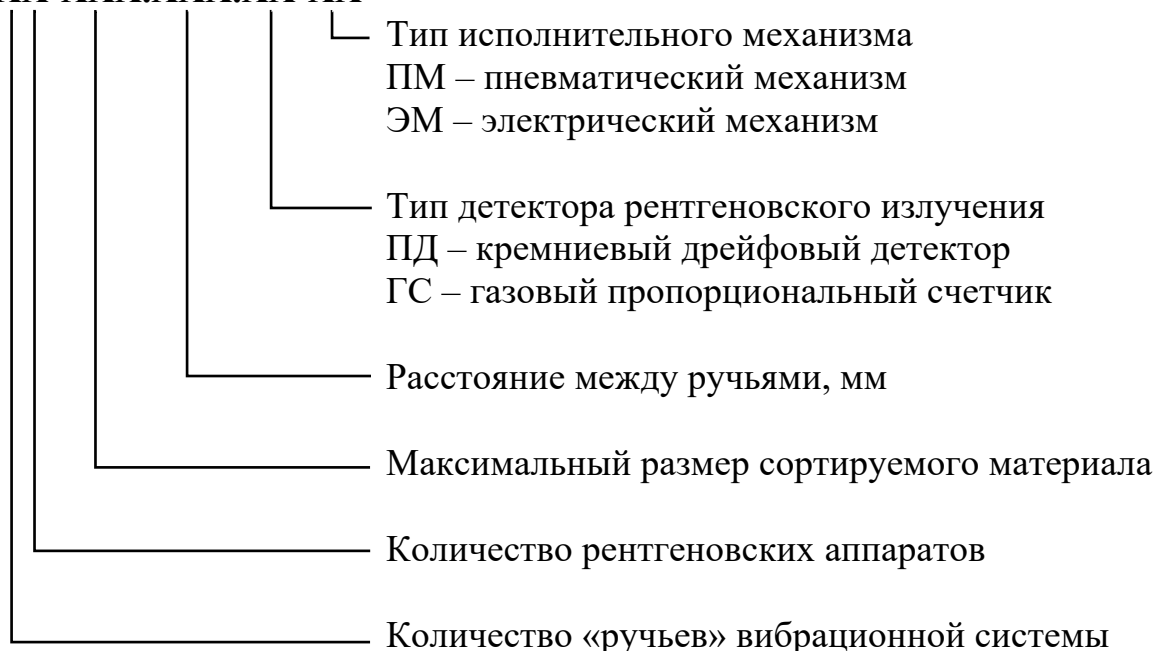 Тип исполнительного механизма
ПМ – пневматический механизм
ЭМ – электрический механизм
Тип детектора рентгеновского излучения
ПД – кремниевый дрейфовый детектор
ГС – газовый пропорциональный счетчик
Расстояние между ручьями, мм
Максимальный размер сортируемого материала
Количество рентгеновских аппаратов
Количество «ручьев» вибрационной системы